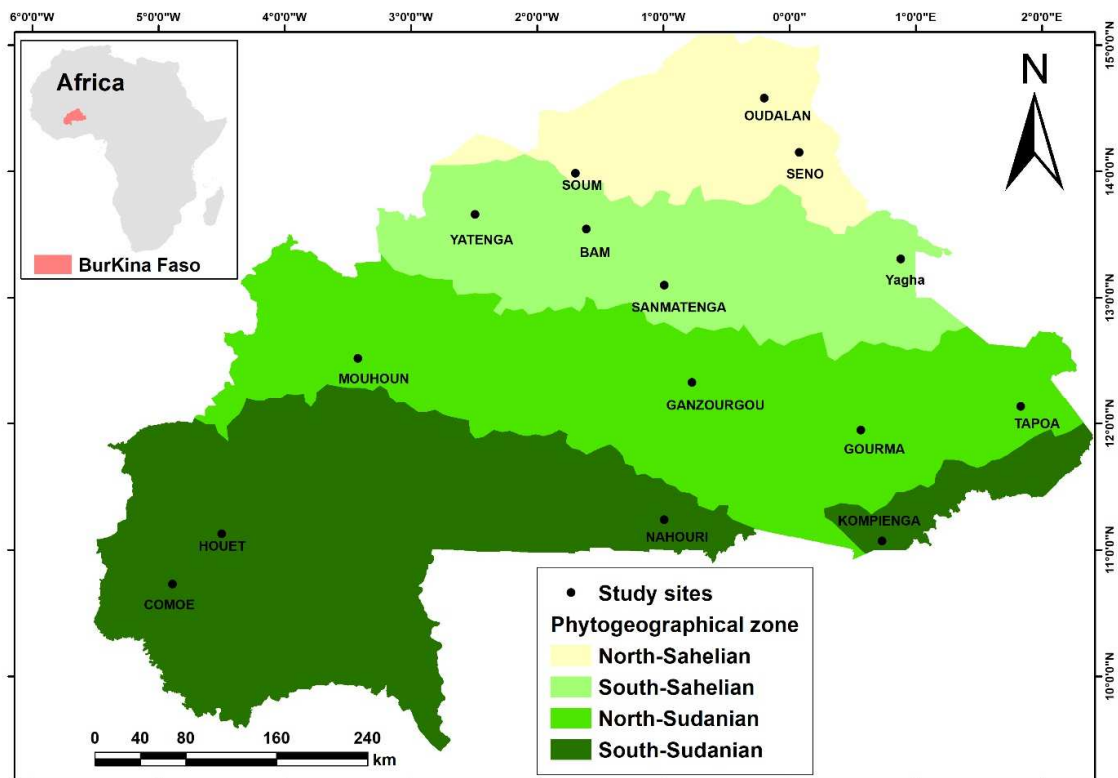 6°0'0"W
5°0'0"W
4°0'0"W
3°0'0"W
2°0'0"W
1°0'0"W
0°0'0"
1°0'0"E
2°0'0"E
Africa
BurKina Faso
N
15°0'0"N
14°0'0"N
13°0'0"N
12°0'0"N
11°0'0"N
10°0'0"N
OUDALAN
SENO
SOUM
YATENGA
BAM
Yagha
SANMATENGA
MOUHOUN
GANZOURGOU
TAPOA
GOURMA
KOMPIENGA
NAHOURI
HOUET
COMOE
Study sites
Phytogeographical zone
North-Sahelian
South-Sahelian
North-Sudanian
South-Sudanian
0 40 80 160 240
km